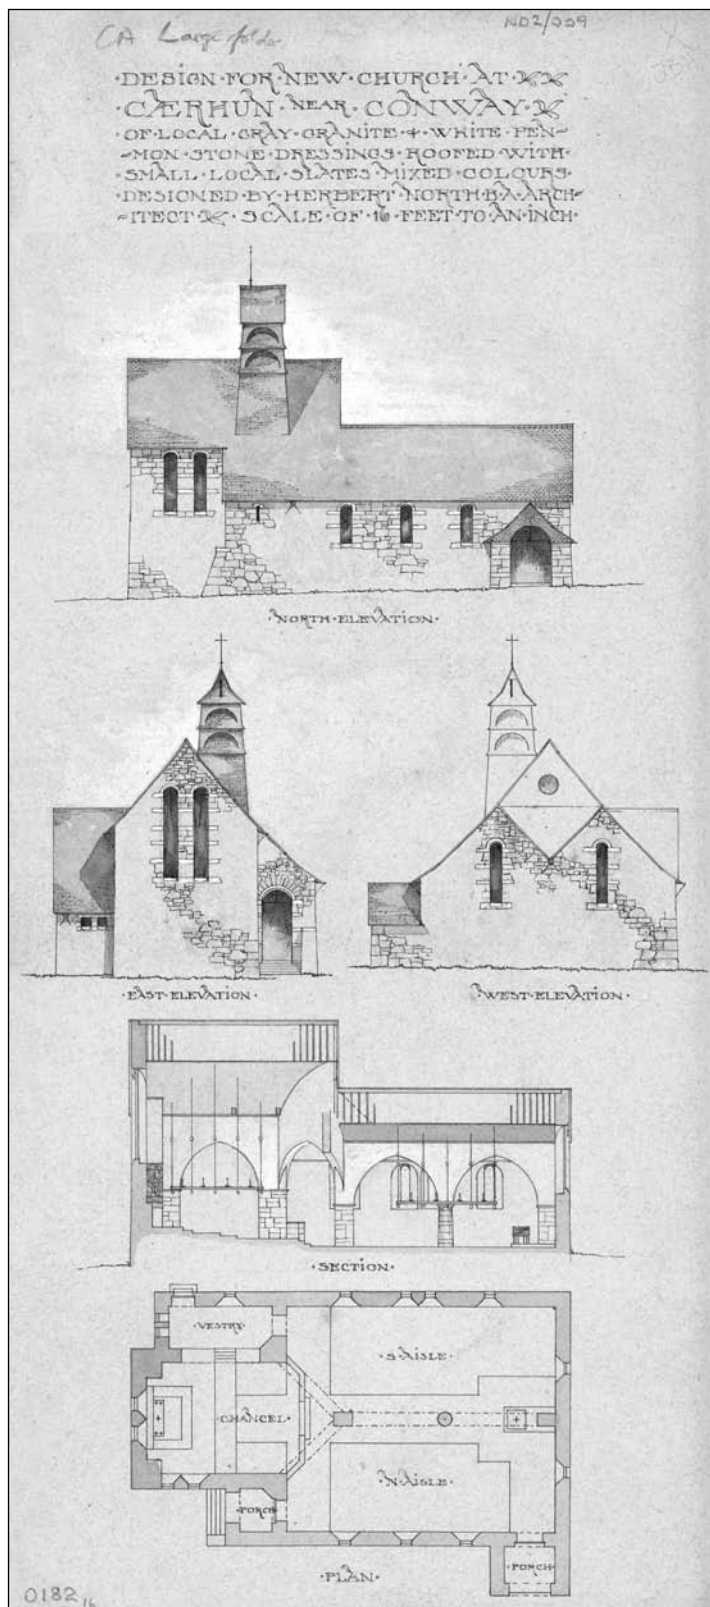 CA Large folder
ND2/009
·DESIGN·FOR·NEW·CHURCH·AT·
·CÆRHUN·NEAR·CONWAY·
·OF·LOCAL·GRAY·GRANITE·&·WHITE·PEN~
~MON·STONE·DRESSINGS·ROOFED·WITH·
·SMALL·LOCAL·SLATES·MIXED·COLOURS·
·DESIGNED·BY·HERBERT·NORTH·B·A·ARCH~
~ITECT·SCALE·OF·16·FEET·TO·AN·INCH·
·NORTH·ELEVATION·
·EAST·ELEVATION·
·WEST·ELEVATION·
·SECTION·
·VESTRY·
·S·AISLE·
·CHANCEL·
·N·AISLE·
·PORCH·
·PORCH·
·PLAN·
0182
16